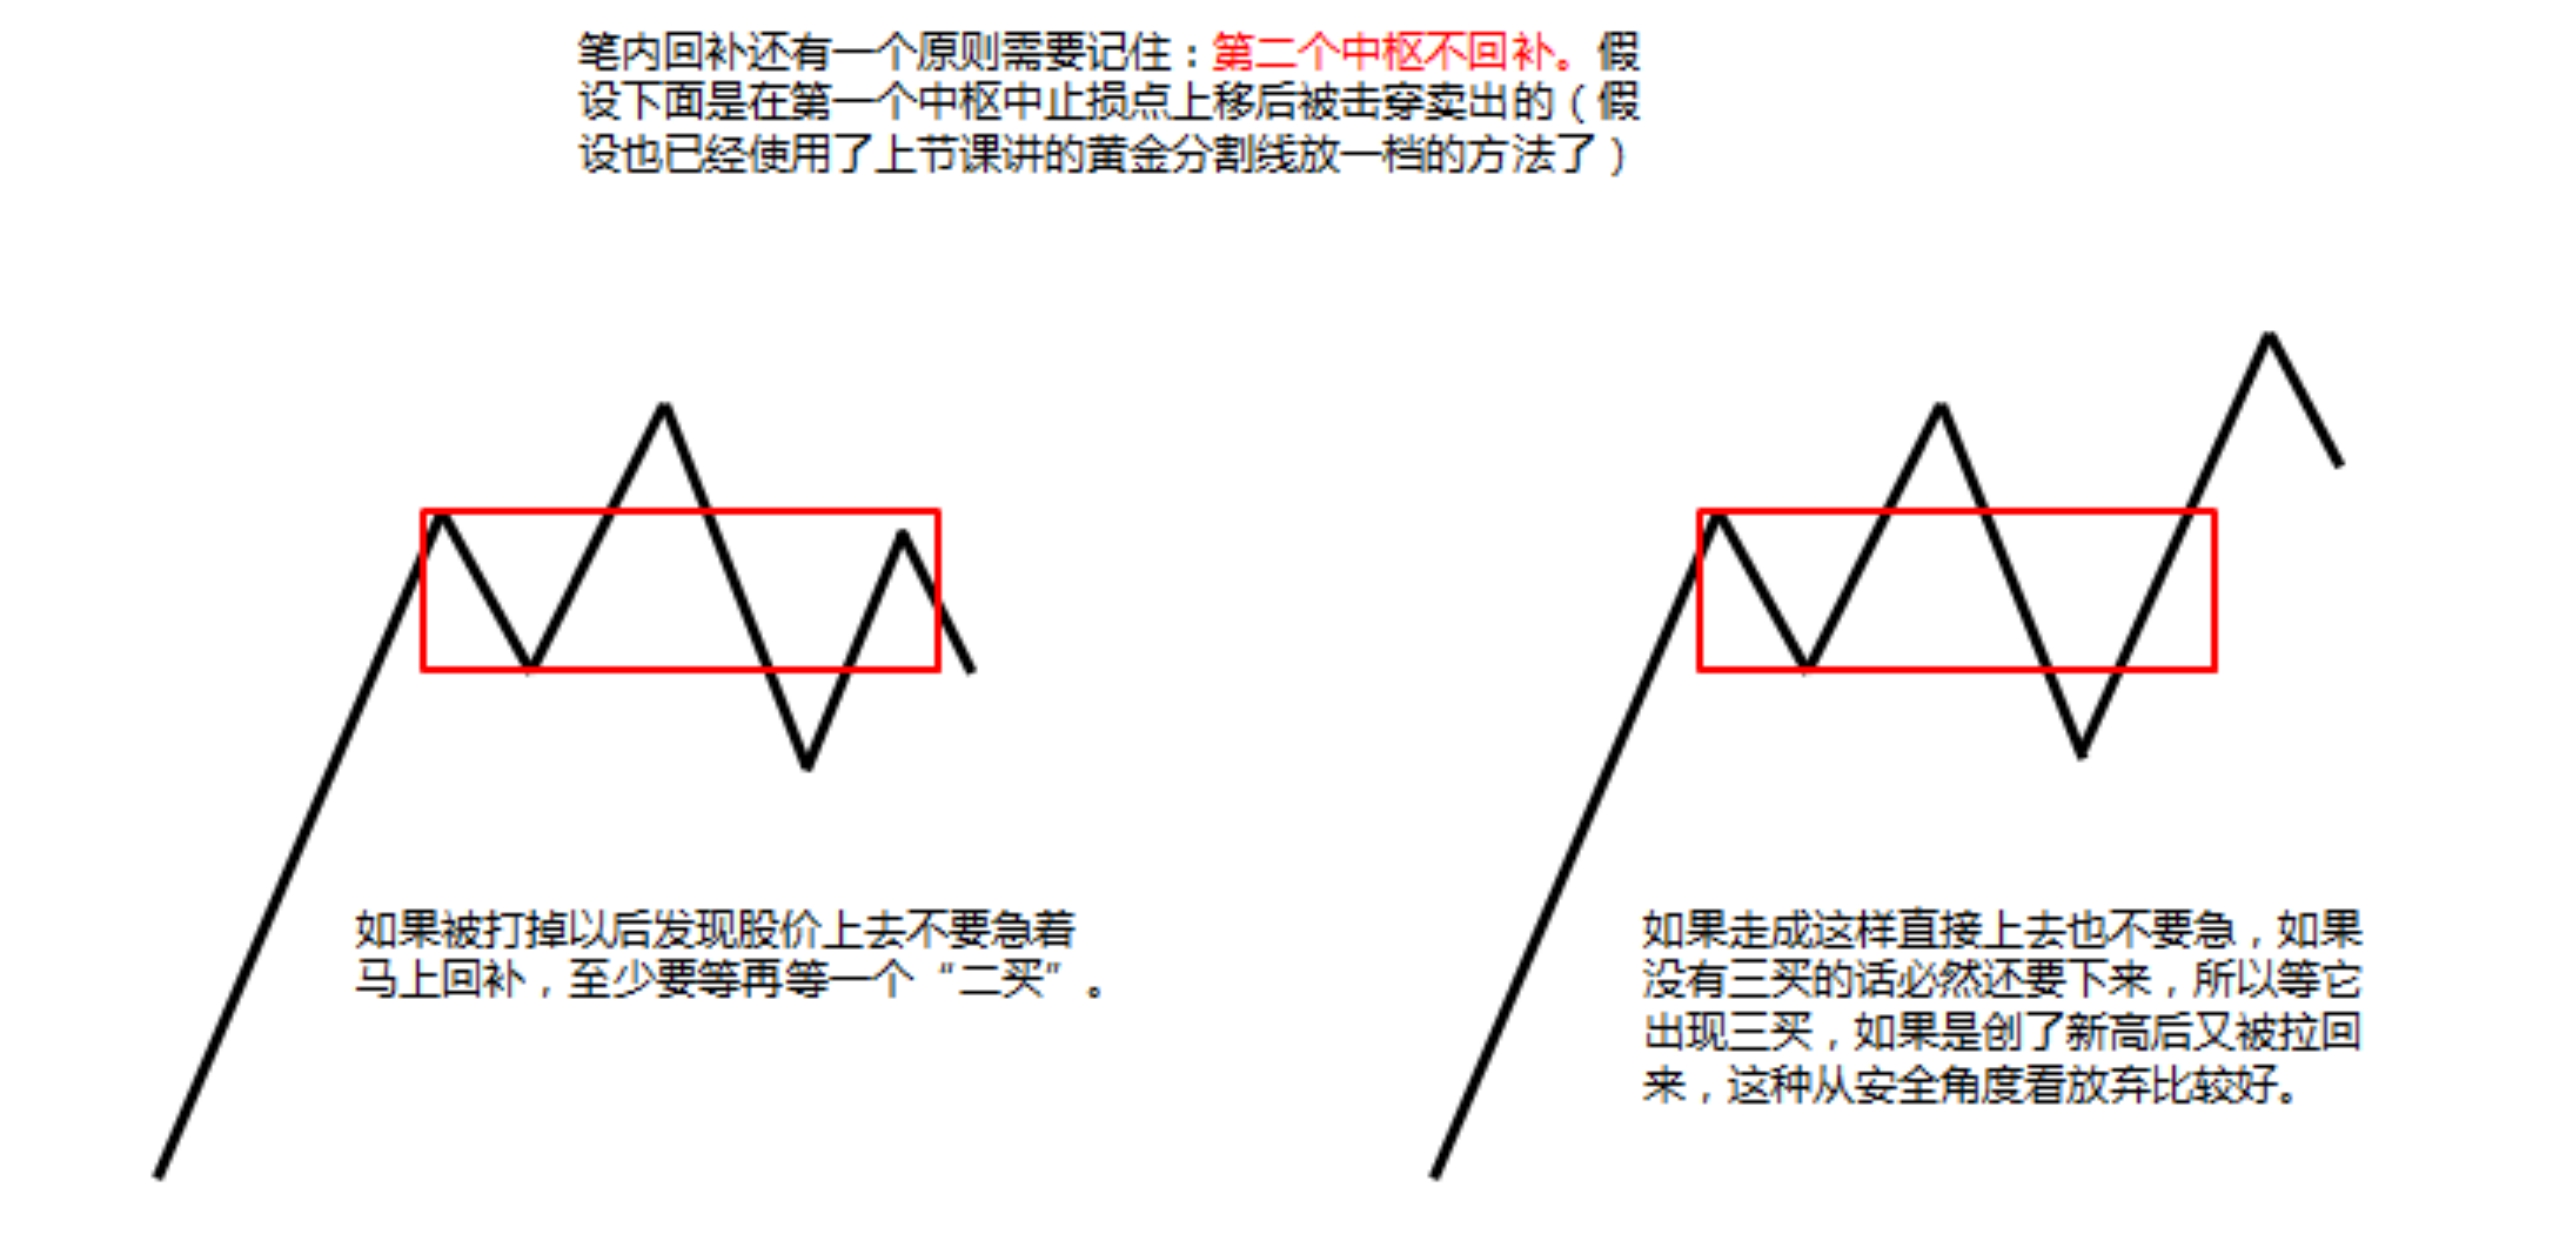 笔内回补还有一个原则需要记住：第二个中枢不回补。假
设下面是在第一个中枢中止损点上移后被击穿卖出的（假
设也已经使用了上节课讲的黄金分割线放一档的方法了）
如果被打掉以后发现股价上去不要急着
马上回补，至少要等再等一个“二买”。
如果走成这样直接上去也不要急，如果
没有三买的话必然还要下来，所以等它
出现三买，如果是创了新高后又被拉回
来，这种从安全角度看放弃比较好。